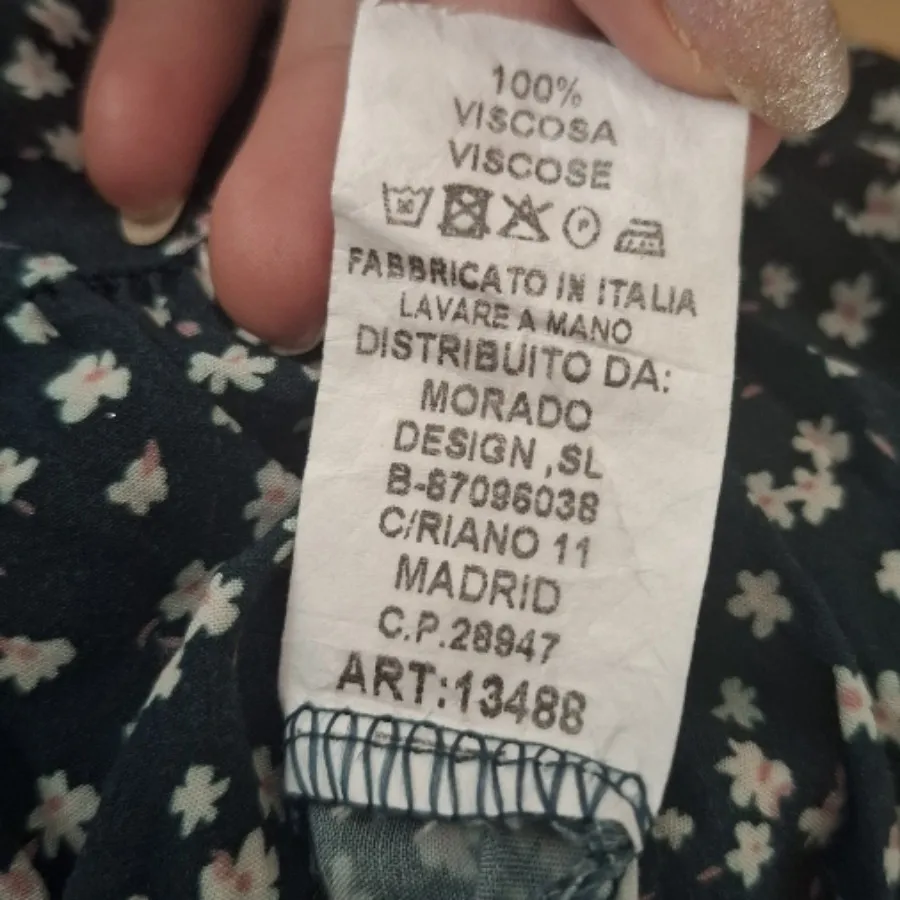 100%
VISCOSA
VISCOSE
P
FABBRICATO IN ITALIA
LAVARE A MANO
DISTRIBUITO DA:
MORADO
DESIGN ,SL
B-87096038
C/RIANO 11
MADRID
C.P.28947
ART:13488